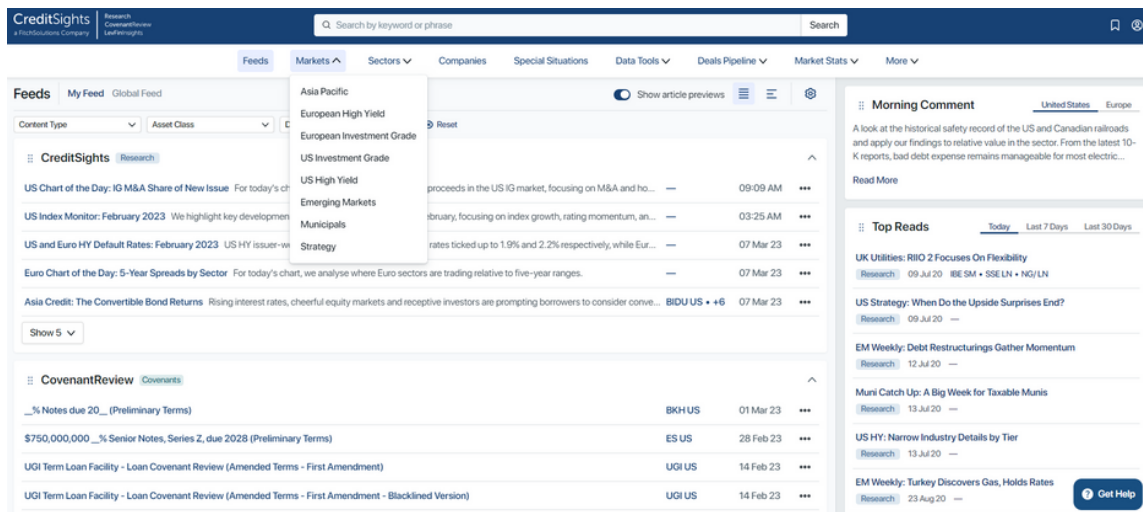 CreditSights
a FitchSolutions Company
Research
CovenantReview
LevFinInsights
Search by keyword or phrase
Search
Feeds
Markets
Sectors
Companies
Special Situations
Data Tools
Deals Pipeline
Market Stats
More
Asia Pacific
European High Yield
European Investment Grade
US Investment Grade
US High Yield
Emerging Markets
Municipals
Strategy
Feeds
My Feed
Global Feed
Show article previews
Content Type
Asset Class
D
Reset
CreditSights Research
US Chart of the Day: IG M&A Share of New Issue For today's ch proceeds in the US IG market, focusing on M&A and ho... — 09:09 AM
US Index Monitor: February 2023 We highlight key developmen ebruary, focusing on index growth, rating momentum, an... — 03:25 AM
US and Euro HY Default Rates: February 2023 US HY issuer-w rates ticked up to 1.9% and 2.2% respectively, while Eur... — 07 Mar 23
Euro Chart of the Day: 5-Year Spreads by Sector For today's chart, we analyse where Euro sectors are trading relative to five-year ranges. — 07 Mar 23
Asia Credit: The Convertible Bond Returns Rising interest rates, cheerful equity markets and receptive investors are prompting borrowers to consider conve... BIDU US • +6 07 Mar 23
Show 5
CovenantReview Covenants
__% Notes due 20__ (Preliminary Terms) BKH US 01 Mar 23
$750,000,000 __% Senior Notes, Series Z, due 2028 (Preliminary Terms) ES US 28 Feb 23
UGI Term Loan Facility - Loan Covenant Review (Amended Terms - First Amendment) UGI US 14 Feb 23
UGI Term Loan Facility - Loan Covenant Review (Amended Terms - First Amendment - Blacklined Version) UGI US 14 Feb 23
Morning Comment
United States
Europe
A look at the historical safety record of the US and Canadian railroads
and apply our findings to relative value in the sector. From the latest 10-
K reports, bad debt expense remains manageable for most electric...
Read More
Top Reads
Today
Last 7 Days
Last 30 Days
UK Utilities: RIIO 2 Focuses On Flexibility
Research 09 Jul 20 IBE SM • SSE LN • NG/ LN
US Strategy: When Do the Upside Surprises End?
Research 09 Jul 20 —
EM Weekly: Debt Restructurings Gather Momentum
Research 12 Jul 20 —
Muni Catch Up: A Big Week for Taxable Munis
Research 13 Jul 20 —
US HY: Narrow Industry Details by Tier
Research 13 Jul 20 —
EM Weekly: Turkey Discovers Gas, Holds Rates
Research 23 Aug 20 —
Get Help